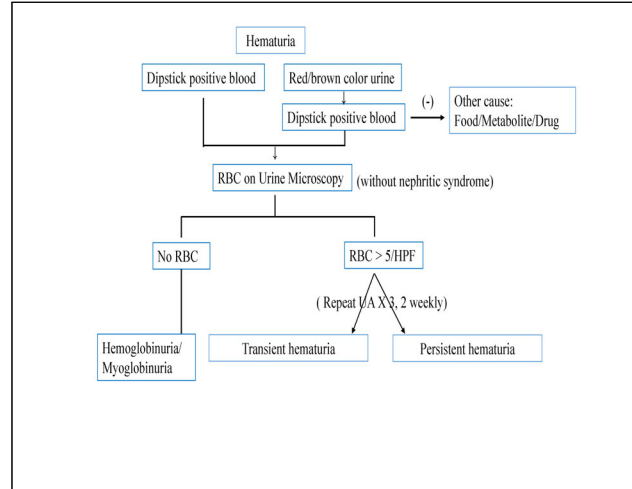 Hematuria
Dipstick positive blood
Red/brown color urine
Dipstick positive blood
(-)
Other cause:
Food/Metabolite/Drug
RBC on Urine Microscopy
(without nephritic syndrome)
No RBC
RBC > 5/HPF
( Repeat UA X 3, 2 weekly)
Hemoglobinuria/
Myoglobinuria
Transient hematuria
Persistent hematuria